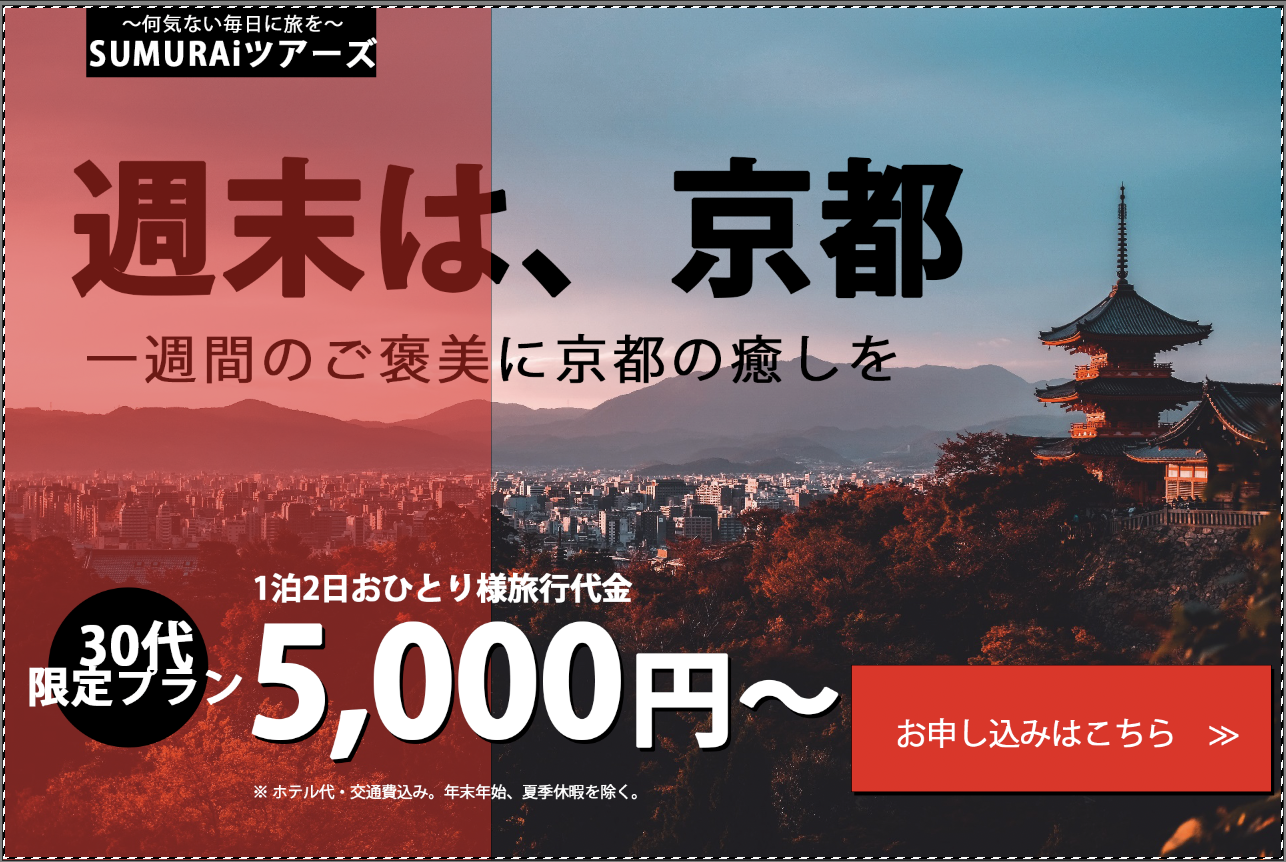 ～何気ない毎日に旅を～
SUMURAiツアーズ
週末は、京都
一週間のご褒美に京都の癒しを
1泊2日おひとり様旅行代金
30代
限定プラン
5,000円～
お申し込みはこちら ≫
※ ホテル代・交通費込み。年末年始、夏季休暇を除く。